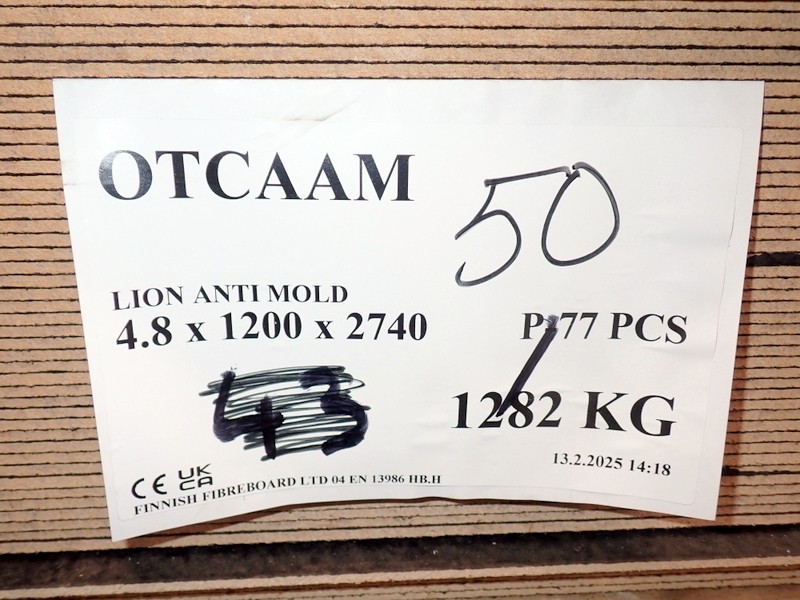 OTCAAM
50
LION ANTI MOLD
4.8 x 1200 x 2740
77 PCS
43
1282 KG
13.2.2025 14:18
CE UK CA
FINNISH FIBREBOARD LTD 04 EN 13986 HB.H